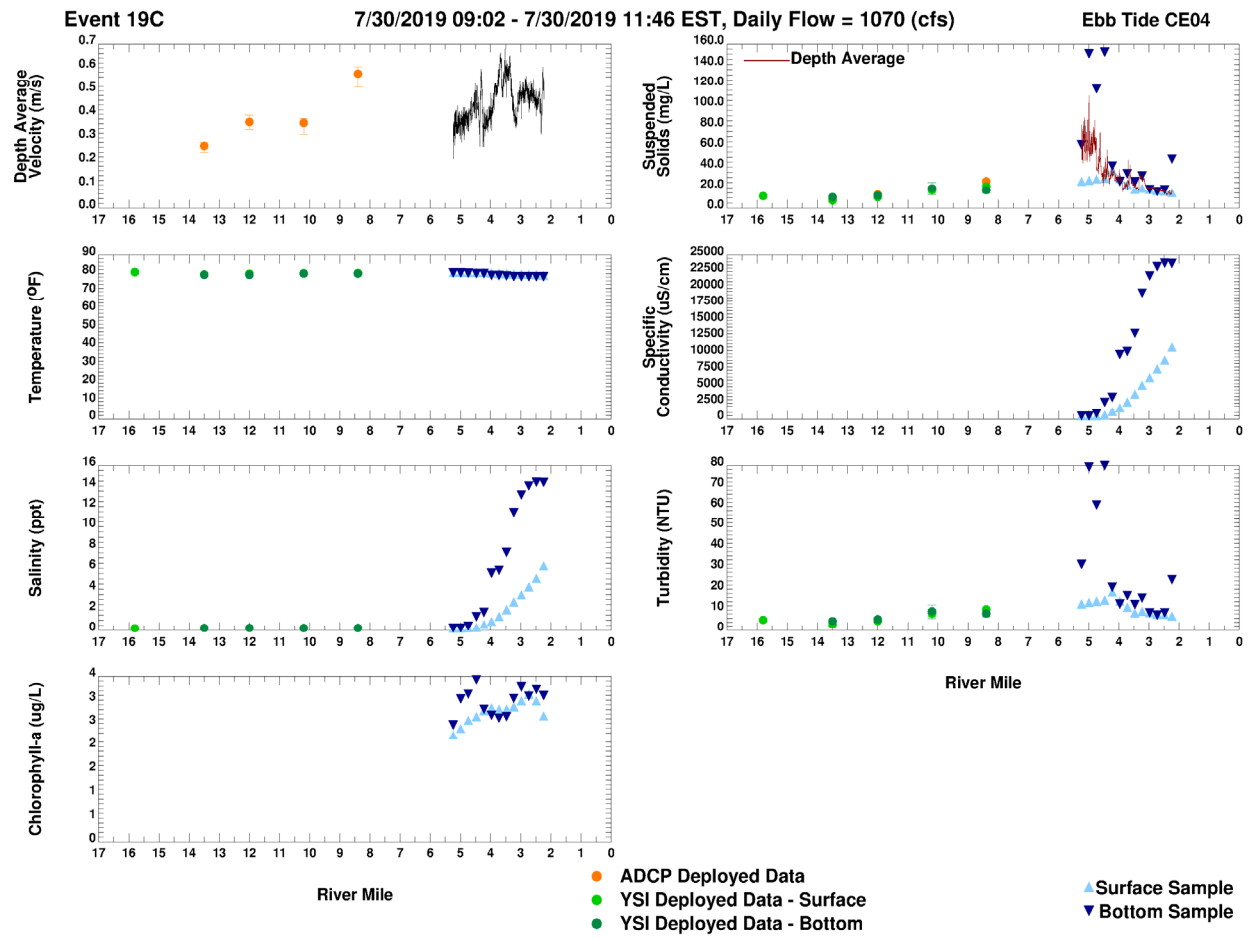 Event 19C
7/30/2019 09:02 - 7/30/2019 11:46 EST, Daily Flow = 1070 (cfs)
Ebb Tide CE04
Depth Average
Velocity (m/s)
0.7
0.6
0.5
0.4
0.3
0.2
0.1
0.0
17 16 15 14 13 12 11 10 9 8 7 6 5 4 3 2 1 0
Suspended
Solids (mg/L)
160.0
140.0
120.0
100.0
80.0
60.0
40.0
20.0
0.0
Depth Average
17 16 15 14 13 12 11 10 9 8 7 6 5 4 3 2 1 0
Temperature (ºF)
90
80
70
60
50
40
30
20
10
0
17 16 15 14 13 12 11 10 9 8 7 6 5 4 3 2 1 0
Specific
Conductivity (uS/cm)
25000
22500
20000
17500
15000
12500
10000
7500
5000
2500
0
17 16 15 14 13 12 11 10 9 8 7 6 5 4 3 2 1 0
Salinity (ppt)
16
14
12
10
8
6
4
2
0
17 16 15 14 13 12 11 10 9 8 7 6 5 4 3 2 1 0
Turbidity (NTU)
80
70
60
50
40
30
20
10
0
17 16 15 14 13 12 11 10 9 8 7 6 5 4 3 2 1 0
River Mile
Chlorophyll-a (ug/L)
4
3
3
2
2
1
1
0
17 16 15 14 13 12 11 10 9 8 7 6 5 4 3 2 1 0
River Mile
ADCP Deployed Data
YSI Deployed Data - Surface
YSI Deployed Data - Bottom
Surface Sample
Bottom Sample